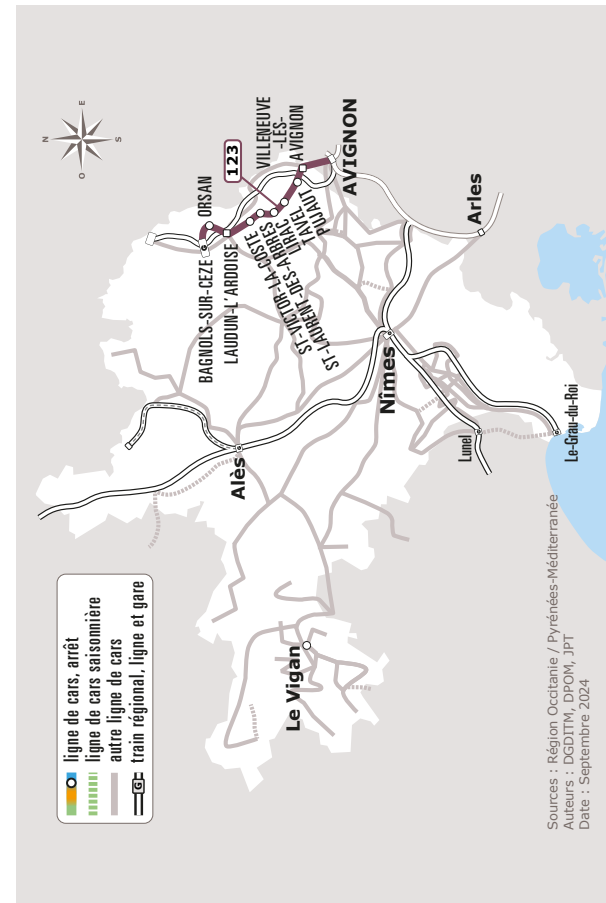 N
E
S
O
ORSAN
BAGNOLS-SUR-CEZE
LAUDUN-L'ARDOISE
ST-VICTOR-LA-COSTE
ST-LAURENT-DES-ARBRES
LIRAC
TAVEL
PUJAUT
123
VILLENEUVE
-LÈS-
AVIGNON
AVIGNON
Arles
Nîmes
Alès
Lunel
Le-Grau-du-Roi
Le Vigan
ligne de cars, arrêt
ligne de cars saisonnière
autre ligne de cars
G
train régional, ligne et gare
Sources : Région Occitanie / Pyrénées-Méditerranée
Auteurs : DGDITM, DPOM, JPT
Date : Septembre 2024